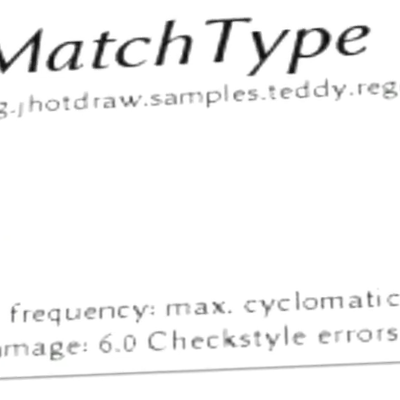 MatchType
g.jhotdraw.samples.teddy.reg
frequency: max. cyclomatic
mage: 6.0 Checkstyle errors